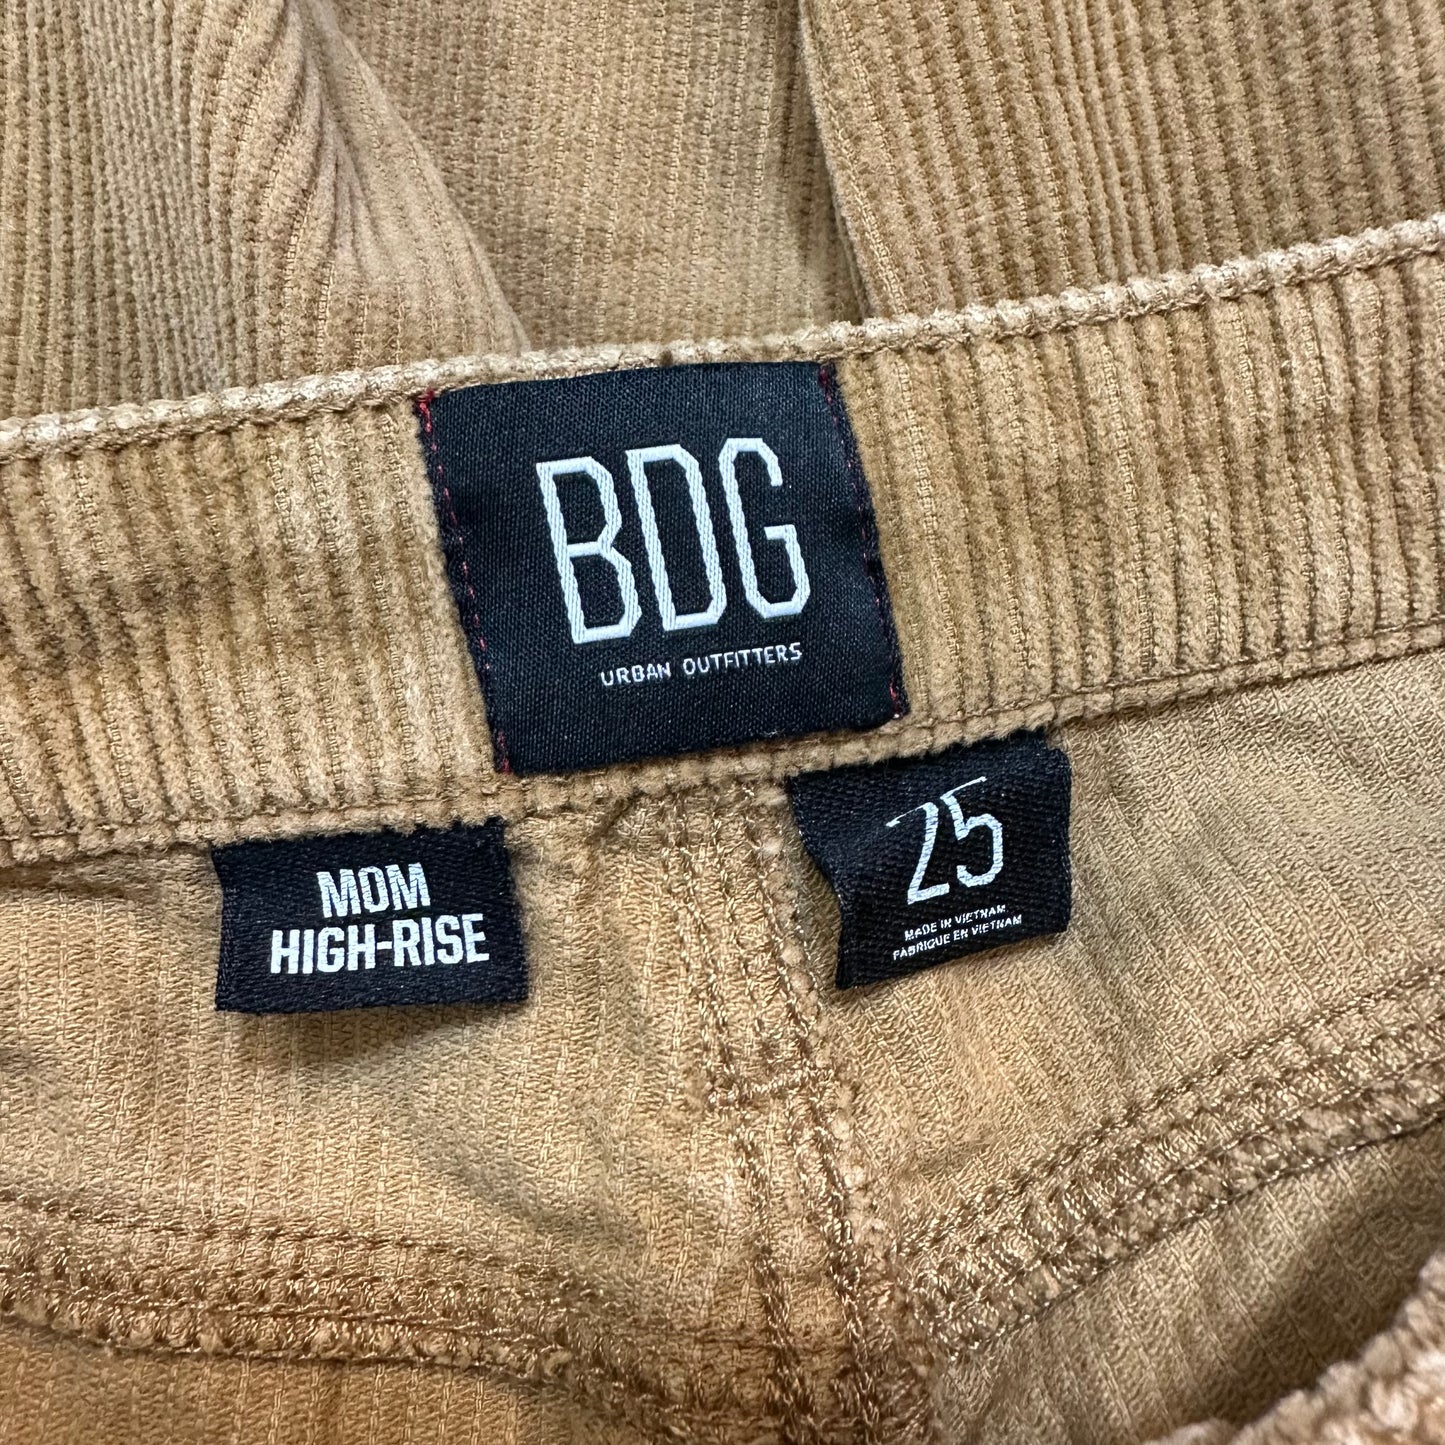 BDG
URBAN OUTFITTERS
MOM
HIGH-RISE
25
MADE IN VIETNAM
FABRIQUE EN VIETNAM